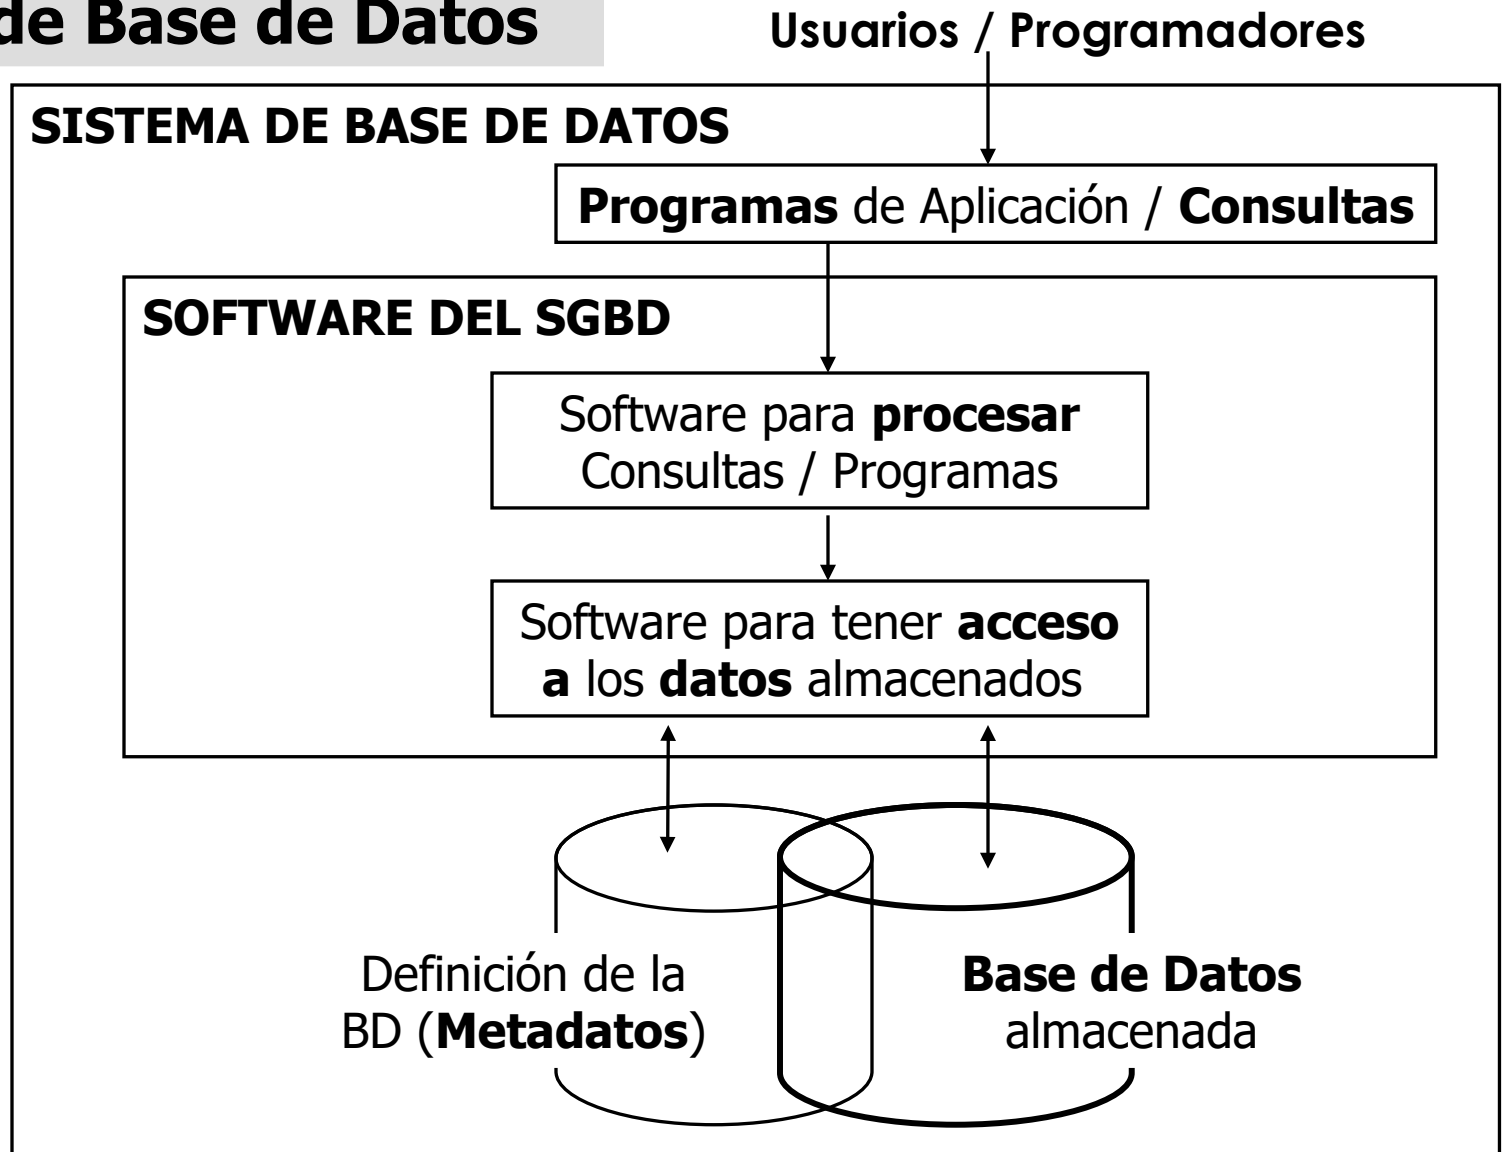 de Base de Datos
Usuarios / Programadores
SISTEMA DE BASE DE DATOS
Programas de Aplicación / Consultas
SOFTWARE DEL SGBD
Software para procesar
Consultas / Programas
Software para tener acceso
a los datos almacenados
Definición de la
BD (Metadatos)
Base de Datos
almacenada